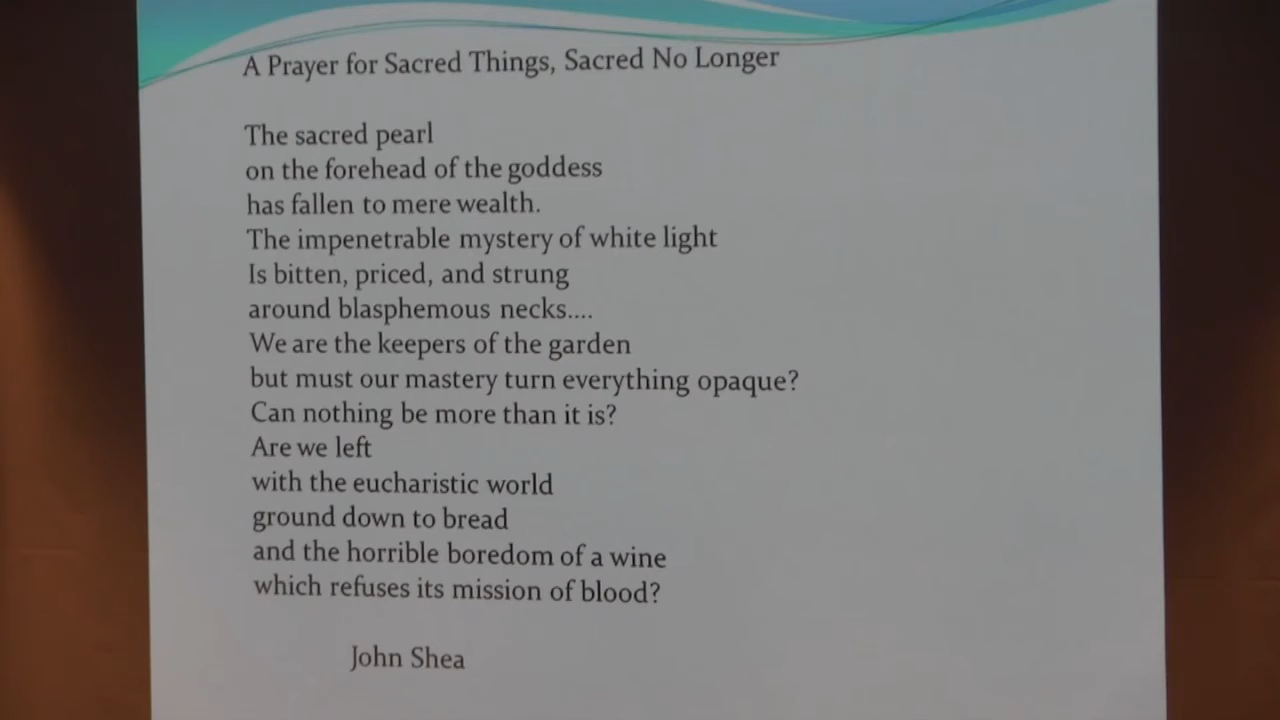 A Prayer for Sacred Things, Sacred No Longer
The sacred pearl
on the forehead of the goddess
has fallen to mere wealth.
The impenetrable mystery of white light
Is bitten, priced, and strung
around blasphemous necks....
We are the keepers of the garden
but must our mastery turn everything opaque?
Can nothing be more than it is?
Are we left
with the eucharistic world
ground down to bread
and the horrible boredom of a wine
which refuses its mission of blood?
John Shea